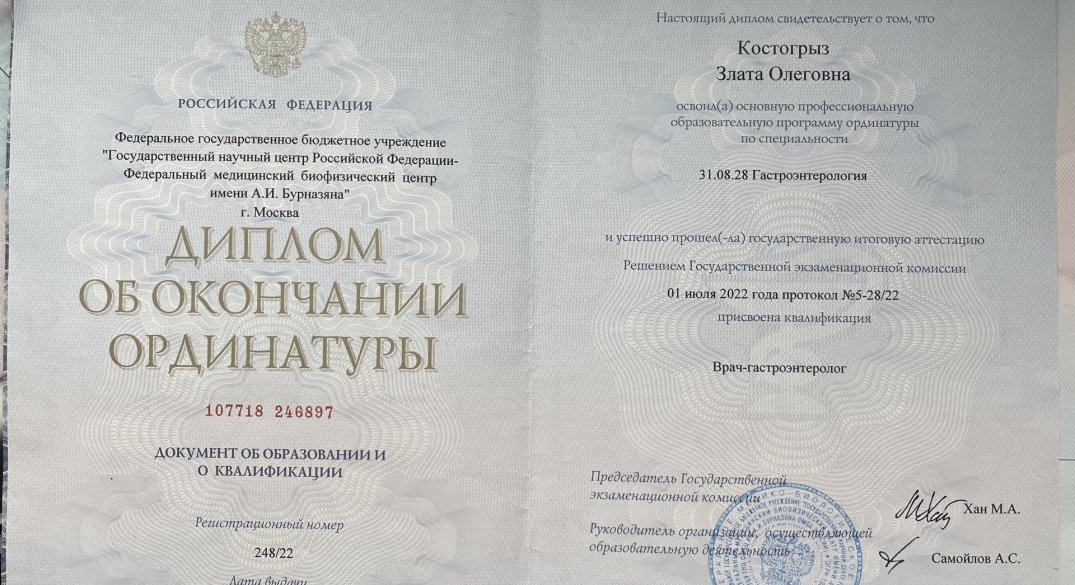 РОССИЙСКАЯ ФЕДЕРАЦИЯ
Федеральное государственное бюджетное учреждение
"Государственный научный центр Российской Федерации-
Федеральный медицинский биофизический центр
имени А.И. Бурназяна"
г. Москва
ДИПЛОМ
ОБ ОКОНЧАНИИ
ОРДИНАТУРЫ
107718 246897
ДОКУМЕНТ ОБ ОБРАЗОВАНИИ И
О КВАЛИФИКАЦИИ
Регистрационный номер
248/22
Дата выдачи
Настоящий диплом свидетельствует о том, что
Костогрыз
Злата Олеговна
освоил(а) основную профессиональную
образовательную программу ординатуры
по специальности
31.08.28 Гастроэнтерология
и успешно прошел(-ла) государственную итоговую аттестацию
Решением Государственной экзаменационной комиссии
01 июля 2022 года протокол №5-28/22
присвоена квалификация
Врач-гастроэнтеролог
Председатель Государственной
экзаменационной комиссии
Хан М.А.
Руководитель организации, осуществляющей
образовательную деятельность
Самойлов А.С.